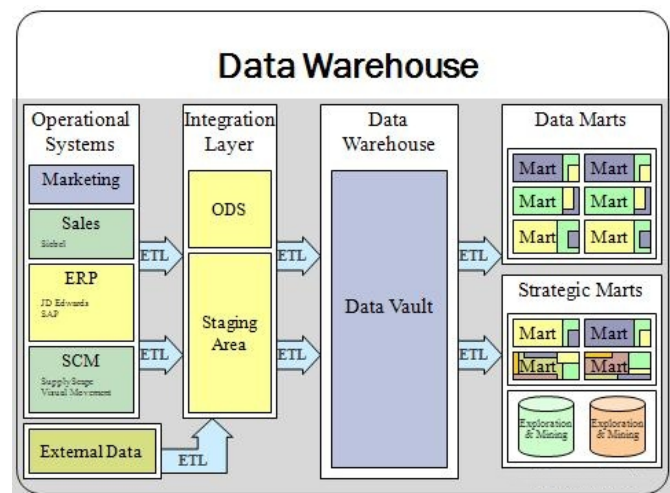 Data Warehouse
Operational
Systems
Marketing
Sales
Siebel
ERP
JD Edwards
SAP
SCM
SupplyScape
Visual Movement
External Data
ETL
ETL
ETL
Integration
Layer
ODS
Staging
Area
ETL
ETL
Data
Warehouse
Data Vault
ETL
ETL
Data Marts
Mart
Mart
Mart
Mart
Mart
Mart
Strategic Marts
Mart
Mart
Mart
Mart
Exploration
& Mining
Exploration
& Mining